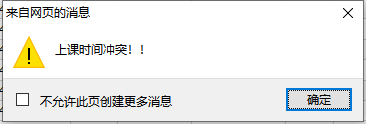 来自网页的消息
上课时间冲突！！
不允许此页创建更多消息
确定